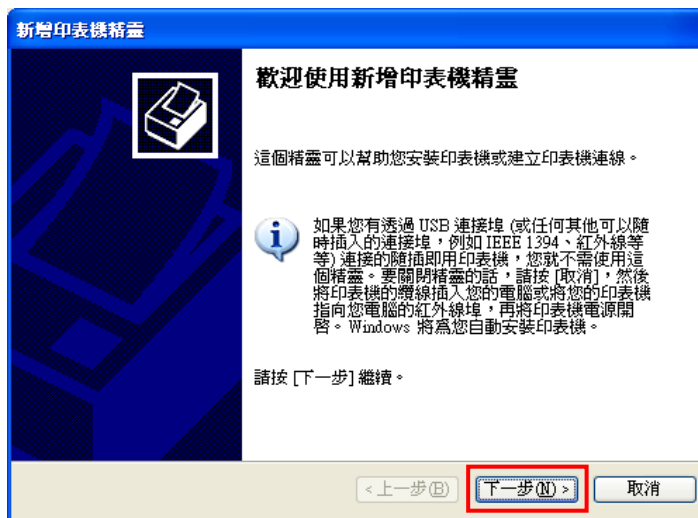 新增印表機精靈
歡迎使用新增印表機精靈
這個精靈可以幫助您安裝印表機或建立印表機連線。
如果您有透過 USB 連接埠 (或任何其他可以隨
時插入的連接埠，例如 IEEE 1394、紅外線等
等) 連接的隨插即用印表機，您就不需使用這
個精靈。要關閉精靈的話，請按 [取消]，然後
將印表機的纜線插入您的電腦或將您的印表機
指向您電腦的紅外線埠，再將印表機電源開
啓。Windows 將為您自動安裝印表機。
請按 [下一步] 繼續。
<上一步(B)
下一步(N) >
取消